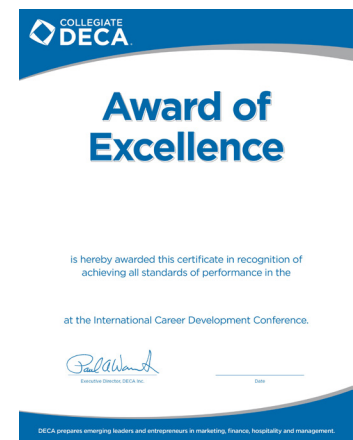 COLLEGIATE
DECA
Award of
Excellence
is hereby awarded this certificate in recognition of
achieving all standards of performance in the
at the International Career Development Conference.
Executive Director, DECA Inc.
Date
DECA prepares emerging leaders and entrepreneurs in marketing, finance, hospitality and management.